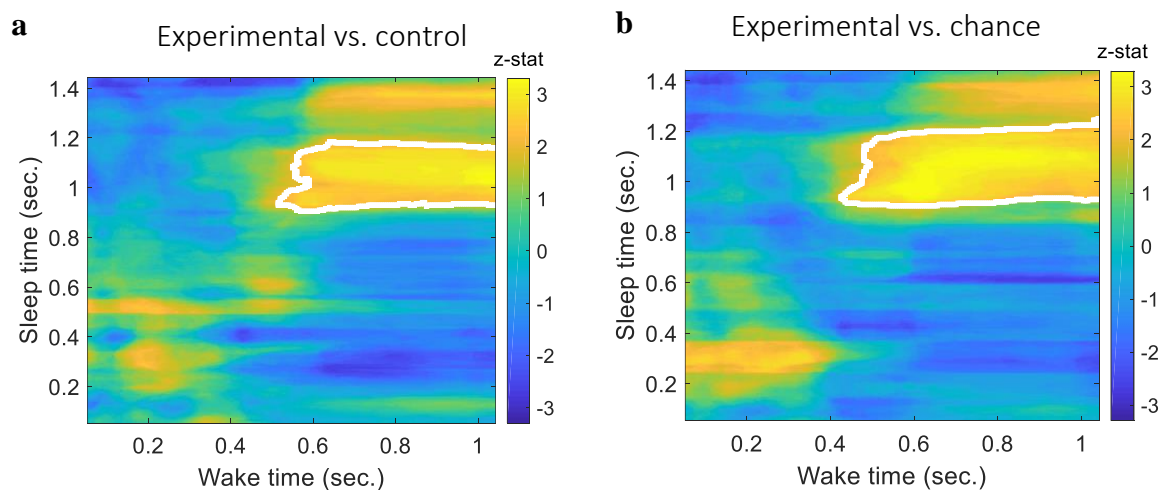 a
Experimental vs. control
z-stat
1.4
1.2
1
0.8
0.6
0.4
0.2
0.2 0.4 0.6 0.8 1
Sleep time (sec.)
Wake time (sec.)
3
2
1
0
-1
-2
-3
b
Experimental vs. chance
z-stat
1.4
1.2
1
0.8
0.6
0.4
0.2
0.2 0.4 0.6 0.8 1
Sleep time (sec.)
Wake time (sec.)
3
2
1
0
-1
-2
-3